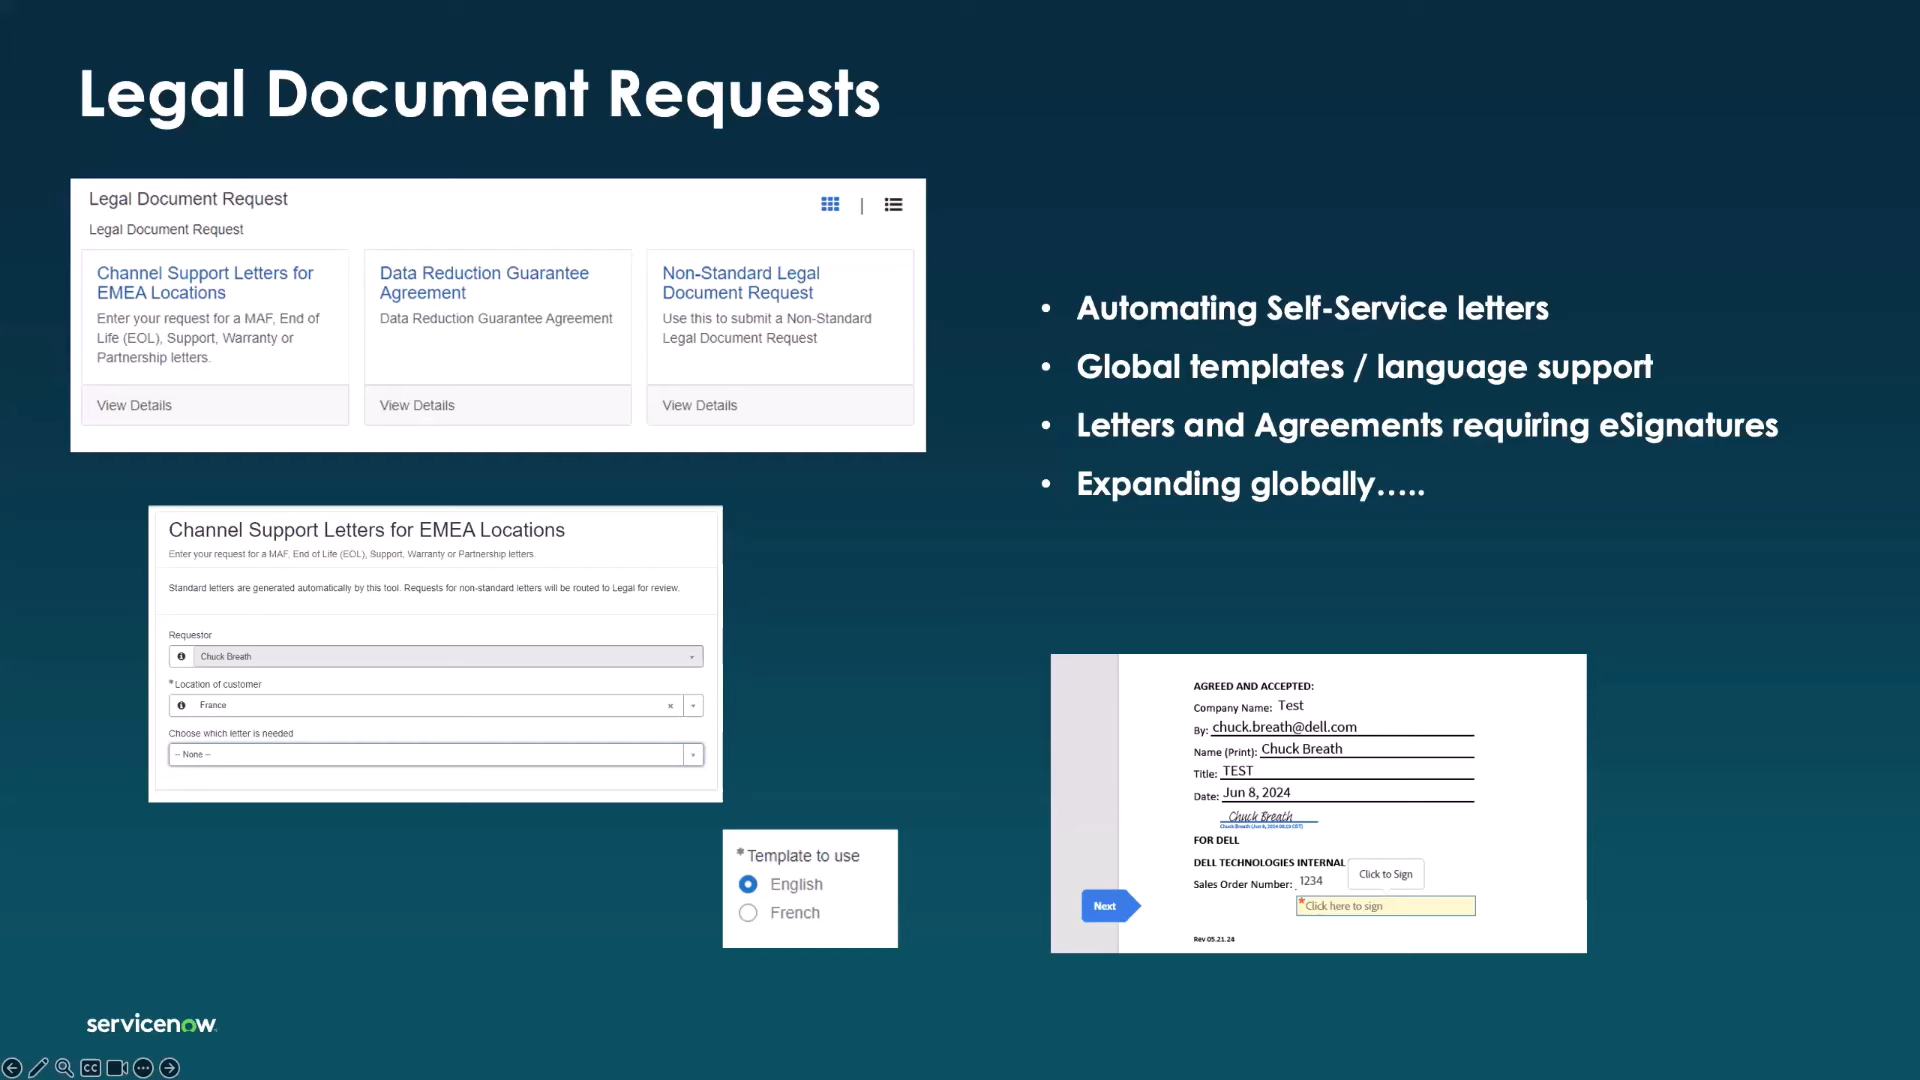 Legal Document Requests
Legal Document Request
|
Legal Document Request
Channel Support Letters for
EMEA Locations
Enter your request for a MAF, End of
Life (EOL), Support, Warranty or
Partnership letters.
View Details
Data Reduction Guarantee
Agreement
Data Reduction Guarantee Agreement
View Details
Non-Standard Legal
Document Request
Use this to submit a Non-Standard
Legal Document Request
View Details
• Automating Self-Service letters
• Global templates / language support
• Letters and Agreements requiring eSignatures
• Expanding globally.....
Channel Support Letters for EMEA Locations
Enter your request for a MAF, End of Life (EOL), Support, Warranty or Partnership letters.
Standard letters are generated automatically by this tool. Requests for non-standard letters will be routed to Legal for review.
Requestor
Chuck Breath
*Location of customer
France
Choose which letter is needed
-- None --
*Template to use
English
French
AGREED AND ACCEPTED:
Company Name: Test
By: chuck.breath@dell.com
Name (Print): Chuck Breath
Title: TEST
Date: Jun 8, 2024
Chuck Breath
FOR DELL
DELL TECHNOLOGIES INTERNAL
Click to Sign
Sales Order Number: 1234
Next
*Click here to sign
Rev 05.21.24
servicenow
CC